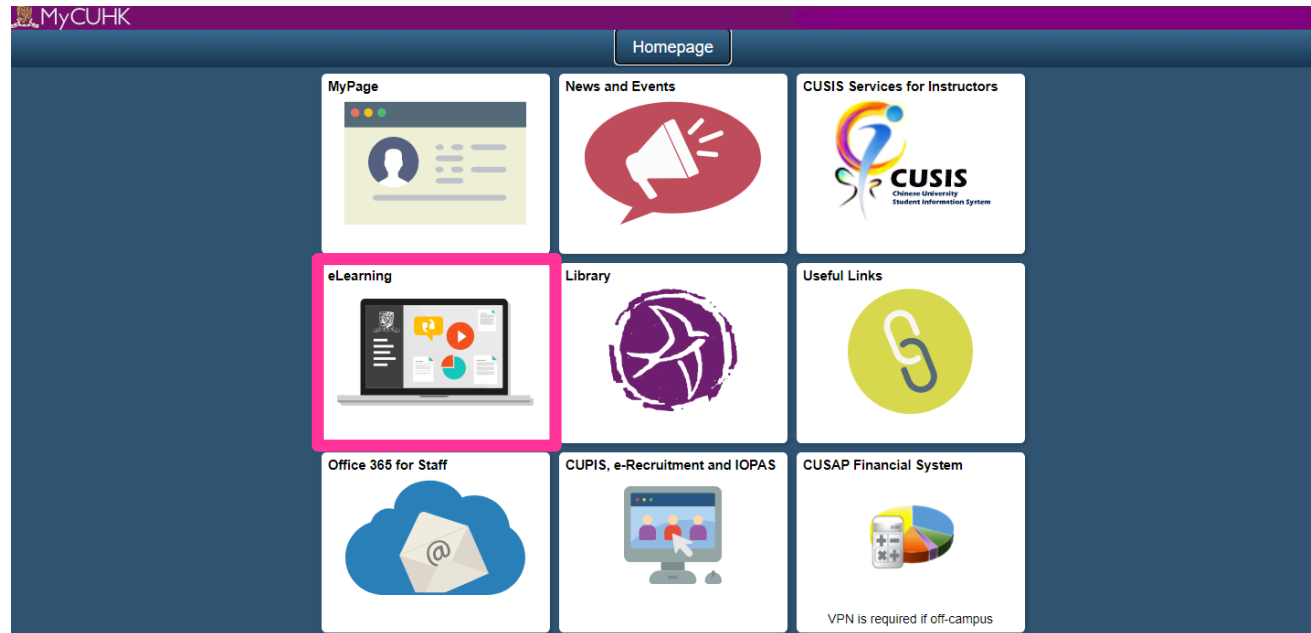 MyCUHK
Homepage
MyPage
News and Events
CUSIS Services for Instructors
CUSIS
Chinese University
Student Information System
eLearning
Library
Useful Links
Office 365 for Staff
@
CUPIS, e-Recruitment and IOPAS
CUSAP Financial System
VPN is required if off-campus